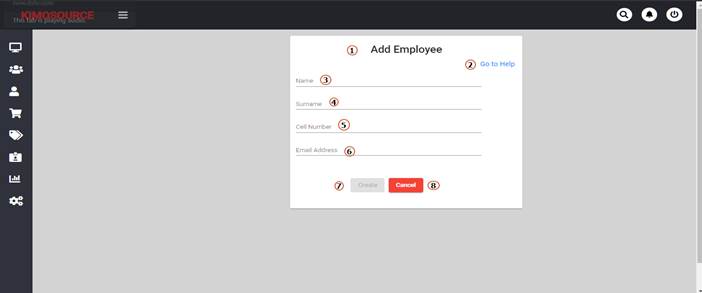 This tab is playing audio.
KIMOSOURCE
1 Add Employee
2 Go to Help
Name 3
Surname 4
Cell Number 5
Email Address 6
7 Create Cancel 8